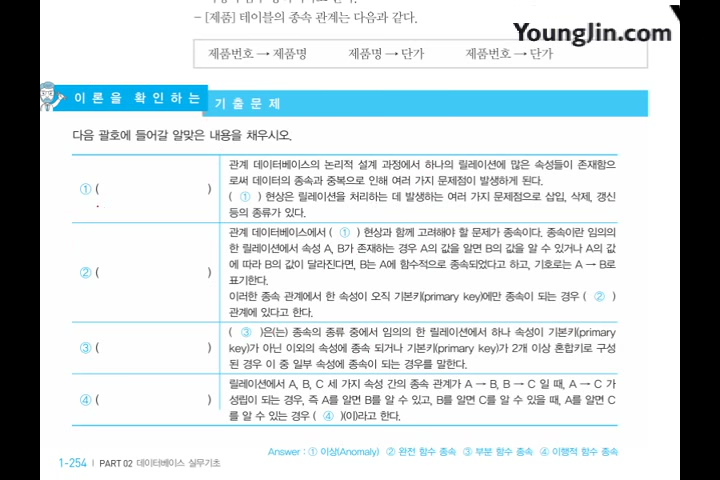 – [제품] 테이블의 종속 관계는 다음과 같다.
YoungJin.com
제품번호 → 제품명 제품명 → 단가 제품번호 → 단가
이론을 확인하는 기출문제
다음 괄호에 들어갈 알맞은 내용을 채우시오.
① ( )
관계 데이터베이스의 논리적 설계 과정에서 하나의 릴레이션에 많은 속성들이 존재함으
로써 데이터의 종속과 중복으로 인해 여러 가지 문제점이 발생하게 된다.
( ① ) 현상은 릴레이션을 처리하는 데 발생하는 여러 가지 문제점으로 삽입, 삭제, 갱신
등의 종류가 있다.
② ( )
관계 데이터베이스에서 ( ① ) 현상과 함께 고려해야 할 문제가 종속이다. 종속이란 임의의
한 릴레이션에서 속성 A, B가 존재하는 경우 A의 값을 알면 B의 값을 알 수 있거나 A의 값
에 따라 B의 값이 달라진다면, B는 A에 함수적으로 종속되었다고 하고, 기호로는 A → B로
표기한다.
이러한 종속 관계에서 한 속성이 오직 기본키(primary key)에만 종속이 되는 경우 ( ② )
관계에 있다고 한다.
③ ( )
( ③ )은(는) 종속의 종류 중에서 임의의 한 릴레이션에서 하나 속성이 기본키(primary
key)가 아닌 이외의 속성에 종속 되거나 기본키(primary key)가 2개 이상 혼합키로 구성
된 경우 이 중 일부 속성에 종속이 되는 경우를 말한다.
④ ( )
릴레이션에서 A, B, C 세 가지 속성 간의 종속 관계가 A → B, B → C 일 때, A → C 가
성립이 되는 경우, 즉 A를 알면 B를 알 수 있고, B를 알면 C를 알 수 있을 때, A를 알면 C
를 알 수 있는 경우 ( ④ )(이)라고 한다.
Answer : ① 이상(Anomaly) ② 완전 함수 종속 ③ 부분 함수 종속 ④ 이행적 함수 종속
1-254 | PART 02 데이터베이스 실무기초